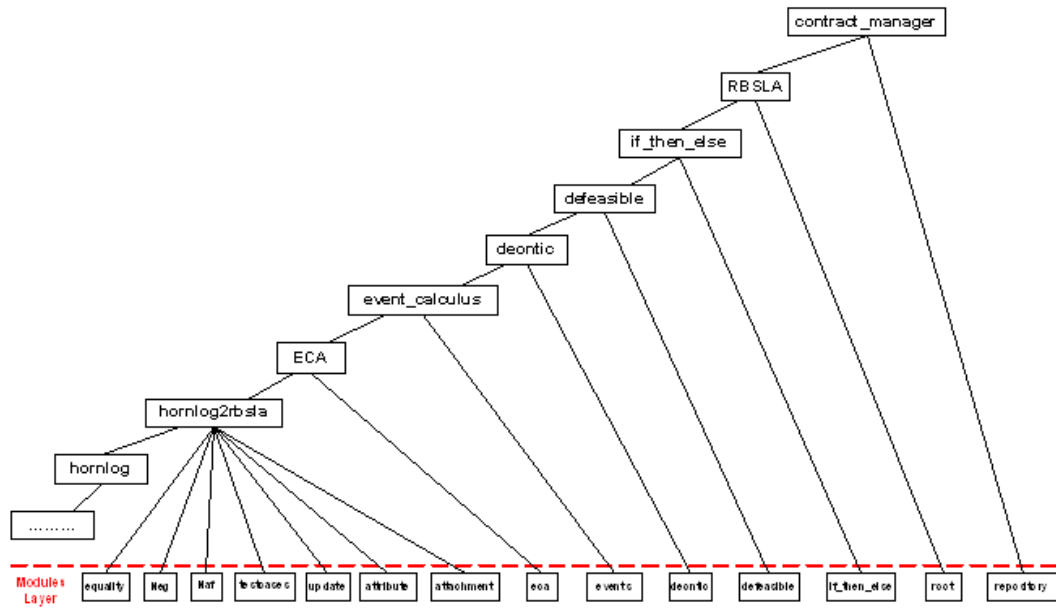 contract_manager
RBSLA
if_then_else
defeasible
deontic
event_calculus
ECA
hornlog2rbsla
hornlog
.........
Modules Layer
equality
Neg
Naf
testcases
update
attribute
attachment
eca
events
deontic
defeasible
If_then_else
root
repository